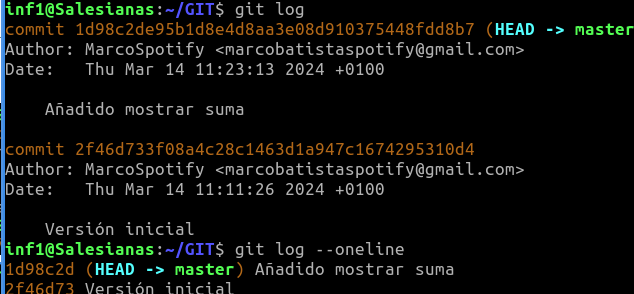 inf1@Salesianas:~/GIT$ git log
commit 1d98c2de95b1d8e4d8aa3e08d910375448fdd8b7 (HEAD -> master
Author: MarcoSpotify <marcobatistaspotify@gmail.com>
Date:   Thu Mar 14 11:23:13 2024 +0100
Añadido mostrar suma
commit 2f46d733f08a4c28c1463d1a947c1674295310d4
Author: MarcoSpotify <marcobatistaspotify@gmail.com>
Date:   Thu Mar 14 11:11:26 2024 +0100
Versión inicial
inf1@Salesianas:~/GIT$ git log --oneline
1d98c2d (HEAD -> master) Añadido mostrar suma
2f46d73 Versión inicial